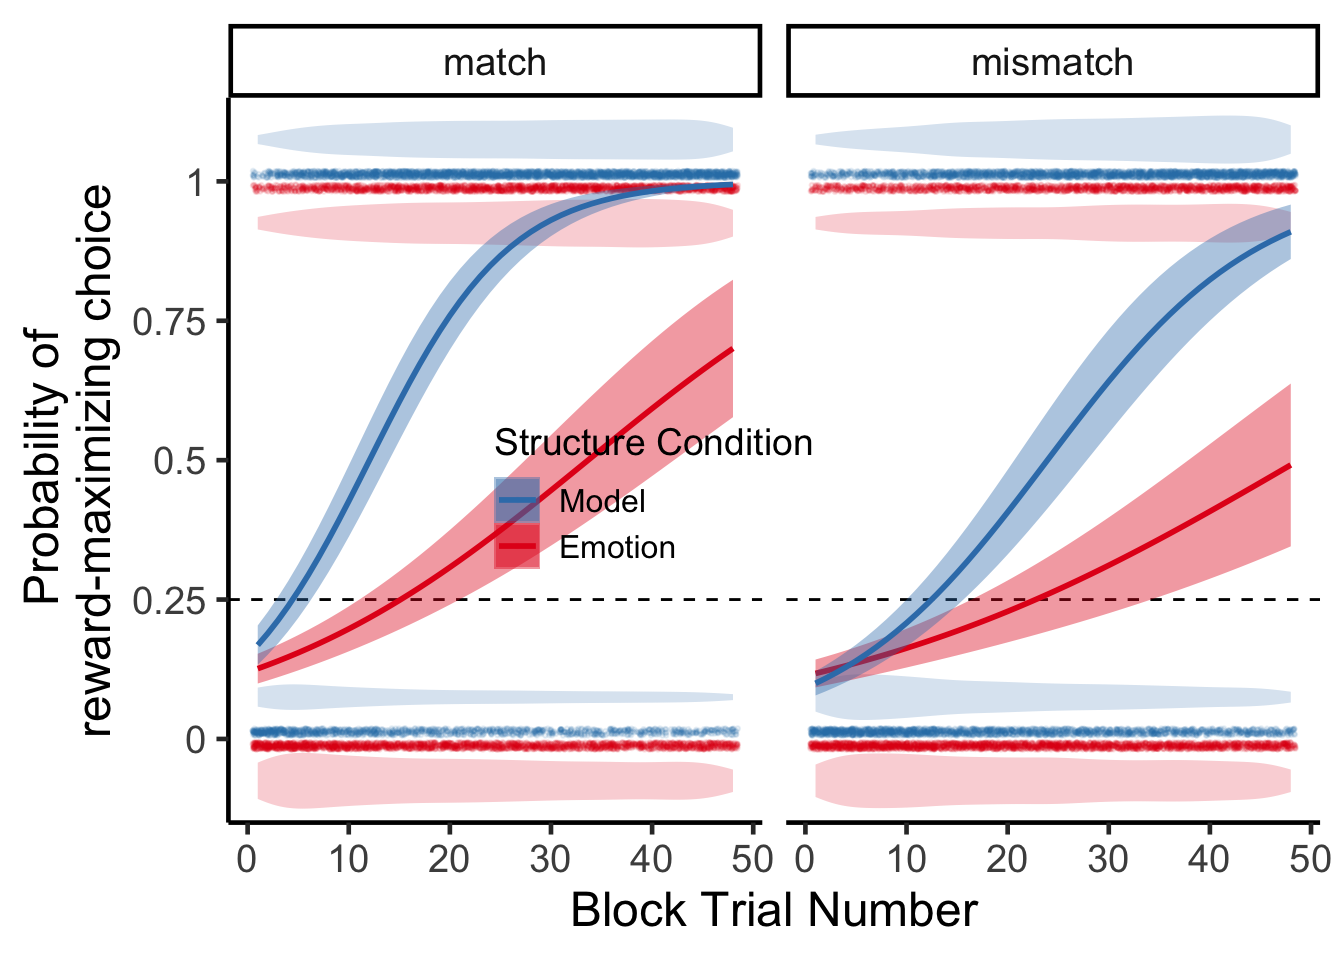 match
mismatch
Probability of
reward-maximizing choice
1
0.75
0.5
0.25
0
Structure Condition
Model
Emotion
0 10 20 30 40 50
0 10 20 30 40 50
Block Trial Number